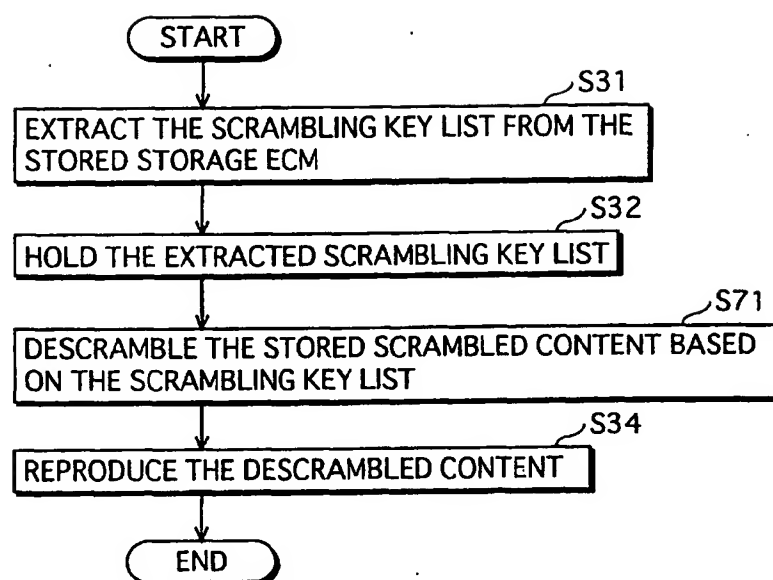 START
S31
EXTRACT THE SCRAMBLING KEY LIST FROM THE
STORED STORAGE ECM
S32
HOLD THE EXTRACTED SCRAMBLING KEY LIST
S71
DESCRAMBLE THE STORED SCRAMBLED CONTENT BASED
ON THE SCRAMBLING KEY LIST
S34
REPRODUCE THE DESCRAMBLED CONTENT
END